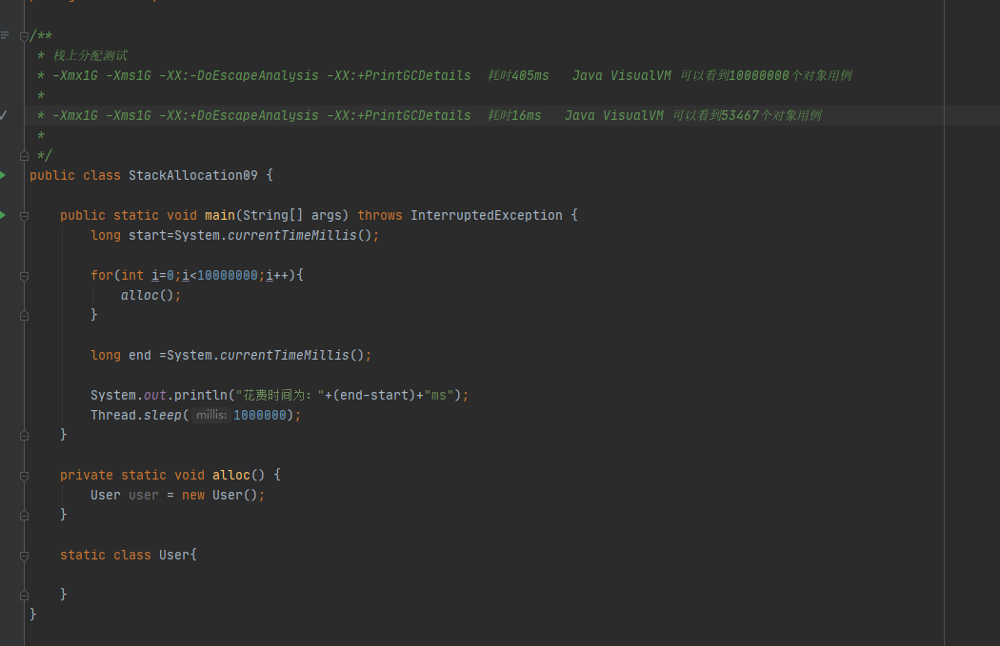 /**
* 栈上分配测试
* -Xmx1G -Xms1G -XX:-DoEscapeAnalysis -XX:+PrintGCDetails  耗时405ms   Java VisualVM 可以看到10000000个对象用例
*
* -Xmx1G -Xms1G -XX:+DoEscapeAnalysis -XX:+PrintGCDetails  耗时16ms   Java VisualVM 可以看到53467个对象用例
*
*/
public class StackAllocation09 {
public static void main(String[] args) throws InterruptedException {
long start=System.currentTimeMillis();
for(int i=0;i<10000000;i++){
alloc();
}
long end =System.currentTimeMillis();
System.out.println("花费时间为："+(end-start)+"ms");
Thread.sleep( millis: 1000000);
}
private static void alloc() {
User user = new User();
}
static class User{
}
}